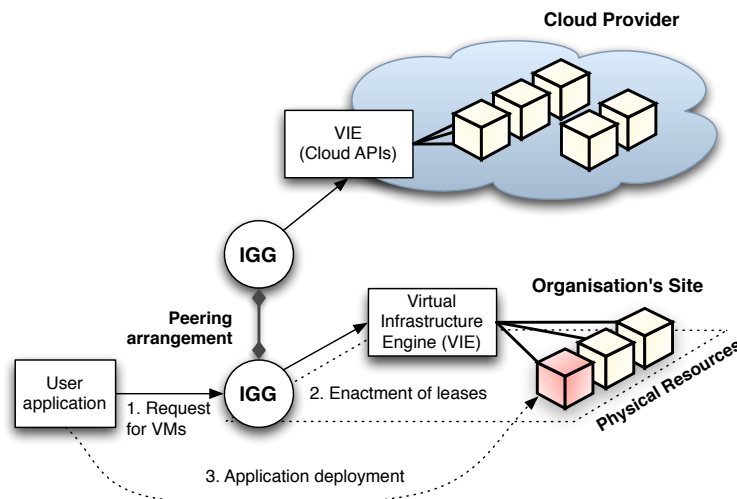 Cloud Provider
VIE
(Cloud APIs)
IGG
Peering
arrangement
Organisation's Site
Virtual
Infrastructure
Engine (VIE)
User
application
1. Request
for VMs
IGG
2. Enactment of leases
Physical Resources
3. Application deployment